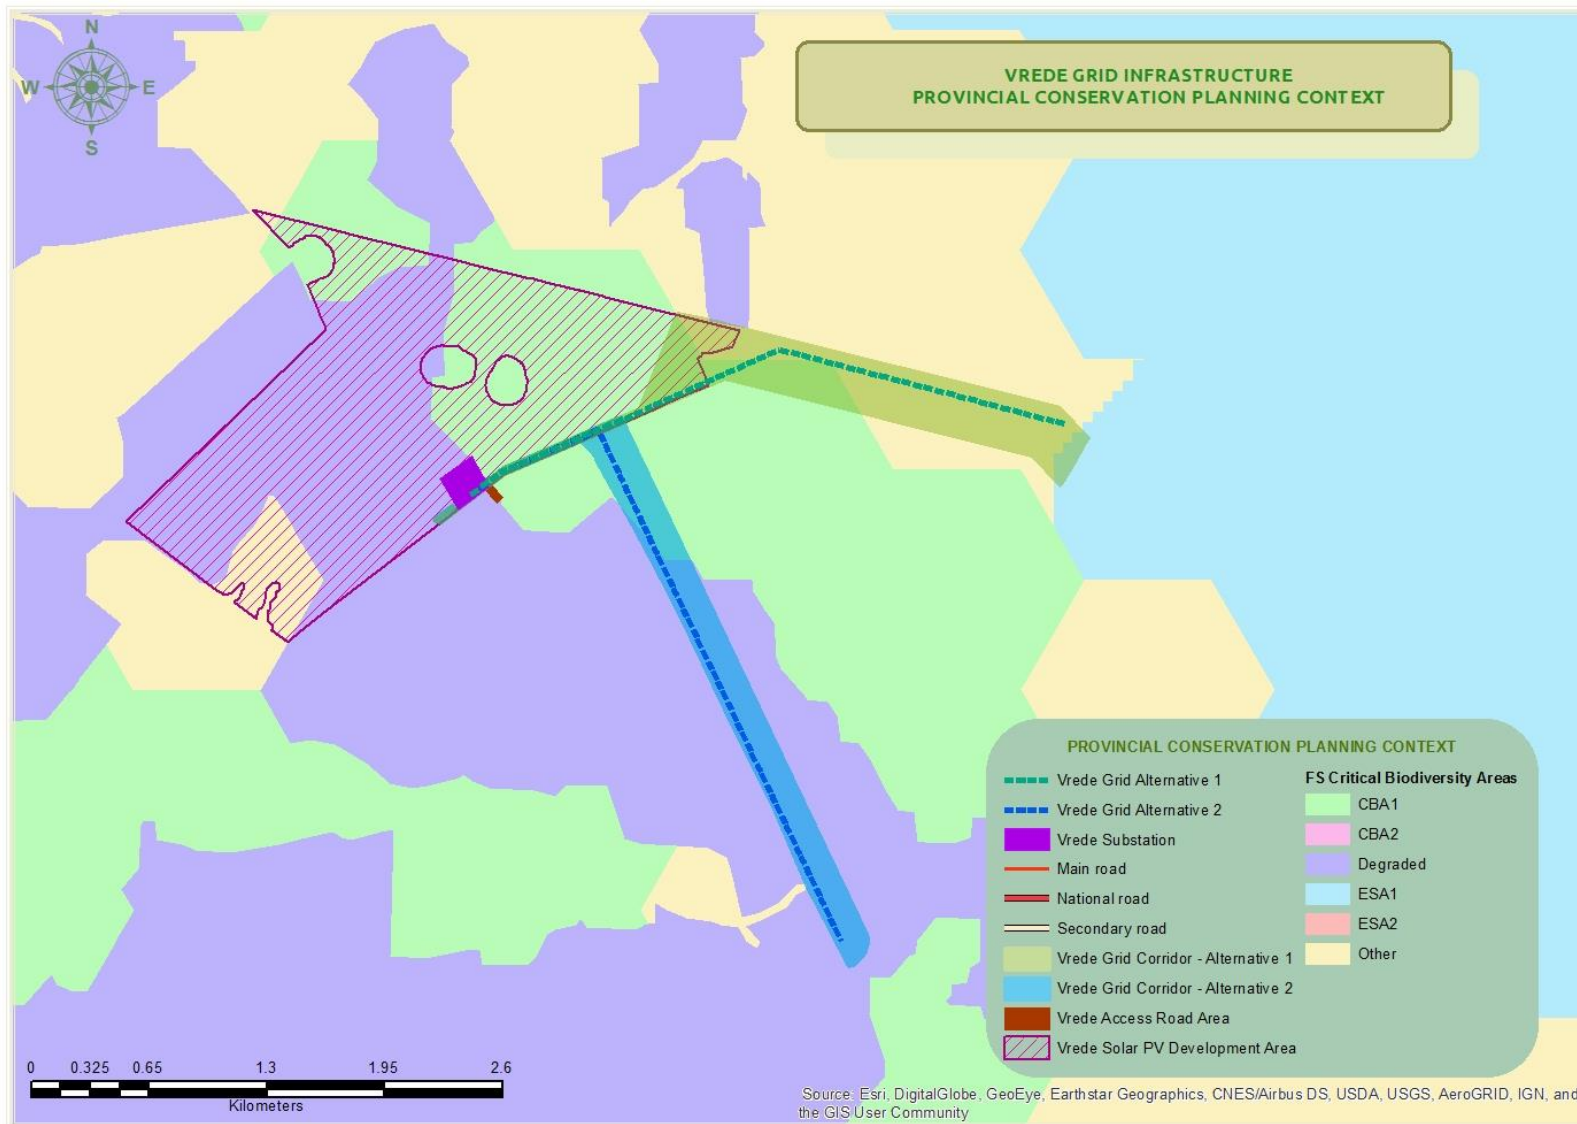 N
W E
S
VREDE GRID INFRASTRUCTURE
PROVINCIAL CONSERVATION PLANNING CONTEXT
PROVINCIAL CONSERVATION PLANNING CONTEXT
Vrede Grid Alternative 1
Vrede Grid Alternative 2
Vrede Substation
Main road
National road
Secondary road
Vrede Grid Corridor - Alternative 1
Vrede Grid Corridor - Alternative 2
Vrede Access Road Area
Vrede Solar PV Development Area
FS Critical Biodiversity Areas
CBA1
CBA2
Degraded
ESA1
ESA2
Other
0 0.325 0.65 1.3 1.95 2.6
Kilometers
Source: Esri, DigitalGlobe, GeoEye, Earthstar Geographics, CNES/Airbus DS, USDA, USGS, AeroGRID, IGN, and
the GIS User Community